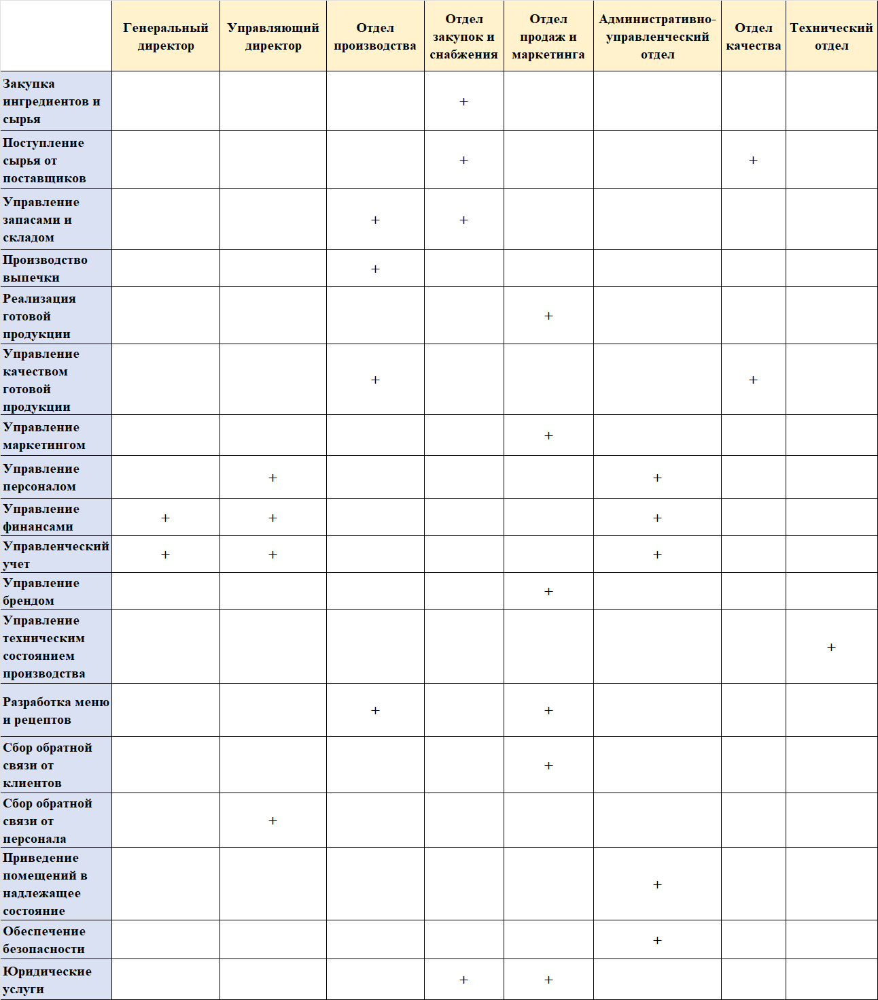 Генеральный
директор
Управляющий
директор
Отдел
производства
Отдел
закупок и
снабжения
Отдел
продаж и
маркетинга
Административно-
управленческий
отдел
Отдел
качества
Технический
отдел
Закупка
ингредиентов и
сырья
+
Поступление
сырья от
поставщиков
+ +
Управление
запасами и
складом
+ +
Производство
выпечки
+
Реализация
готовой
продукции
+
Управление
качеством
готовой
продукции
+ +
Управление
маркетингом
+
Управление
персоналом
+ +
Управление
финансами
+ + +
Управленческий
учет
+ + +
Управление
брендом
+
Управление
техническим
состоянием
производства
+
Разработка меню
и рецептов
+ +
Сбор обратной
связи от
клиентов
+
Сбор обратной
связи от
персонала
+
Приведение
помещений в
надлежащее
состояние
+
Обеспечение
безопасности
+
Юридические
услуги
+ +